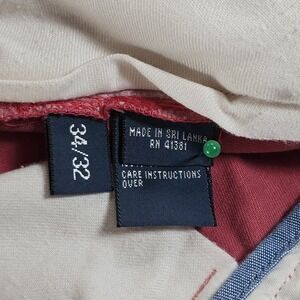 34/32
MADE IN SRI LANKA
RN 41381
CARE INSTRUCTIONS
OVER